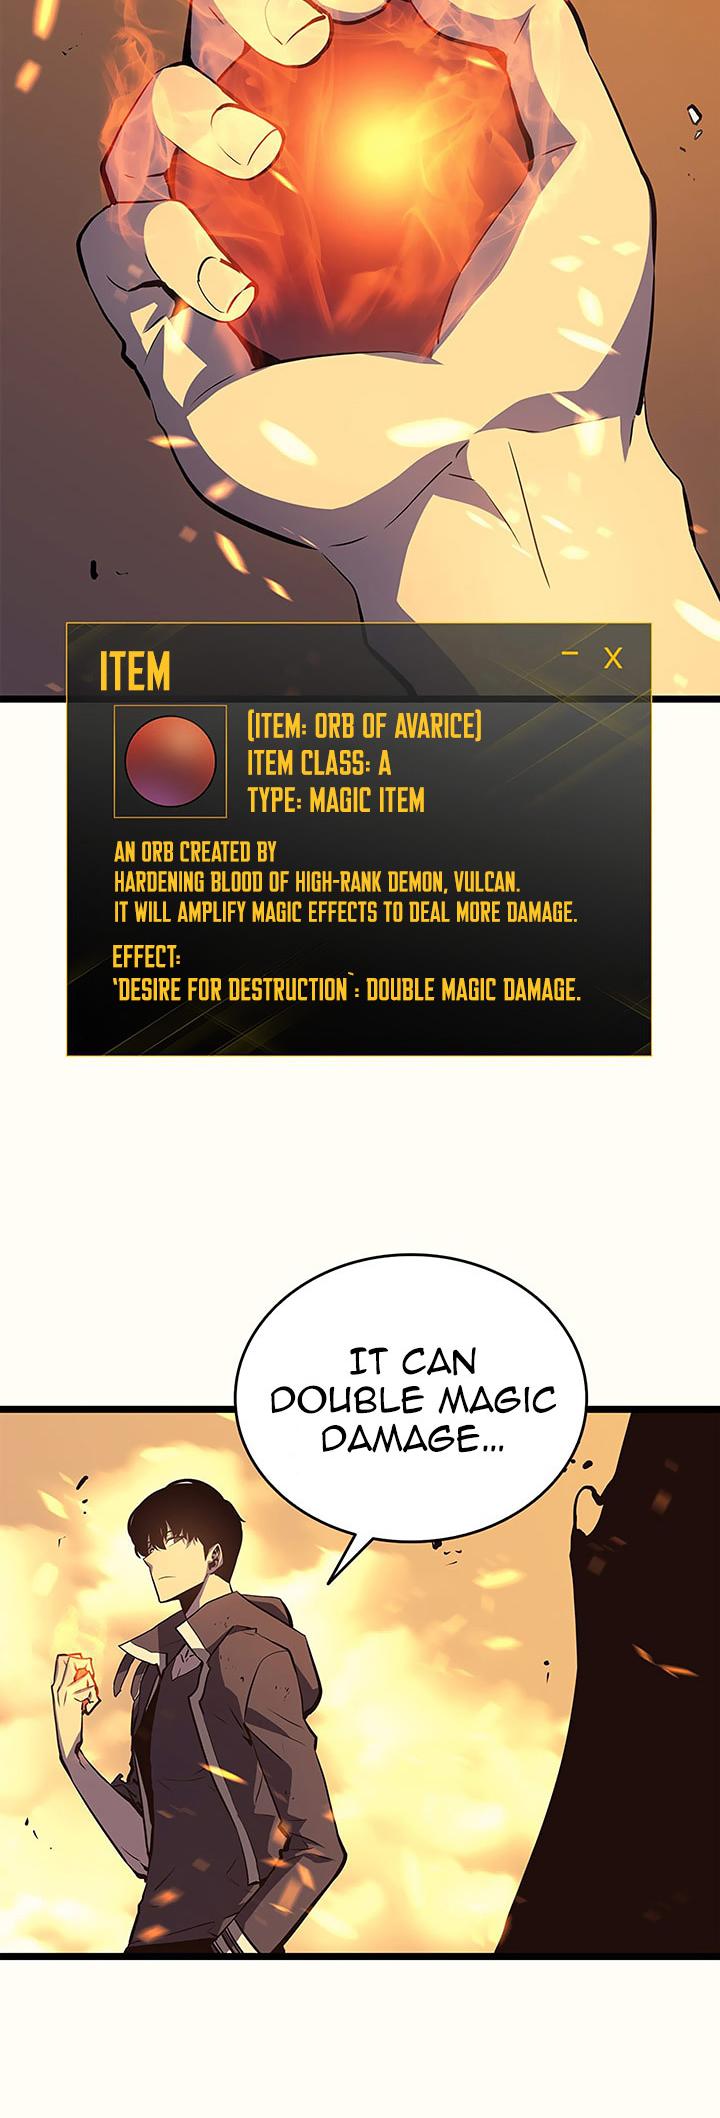 ITEM
- X
[ITEM: ORB OF AVARICE]
ITEM CLASS: A
TYPE: MAGIC ITEM
AN ORB CREATED BY
HARDENING BLOOD OF HIGH-RANK DEMON, VULCAN.
IT WILL AMPLIFY MAGIC EFFECTS TO DEAL MORE DAMAGE.
EFFECT:
'DESIRE FOR DESTRUCTION`: DOUBLE MAGIC DAMAGE.
IT CAN
DOUBLE MAGIC
DAMAGE...